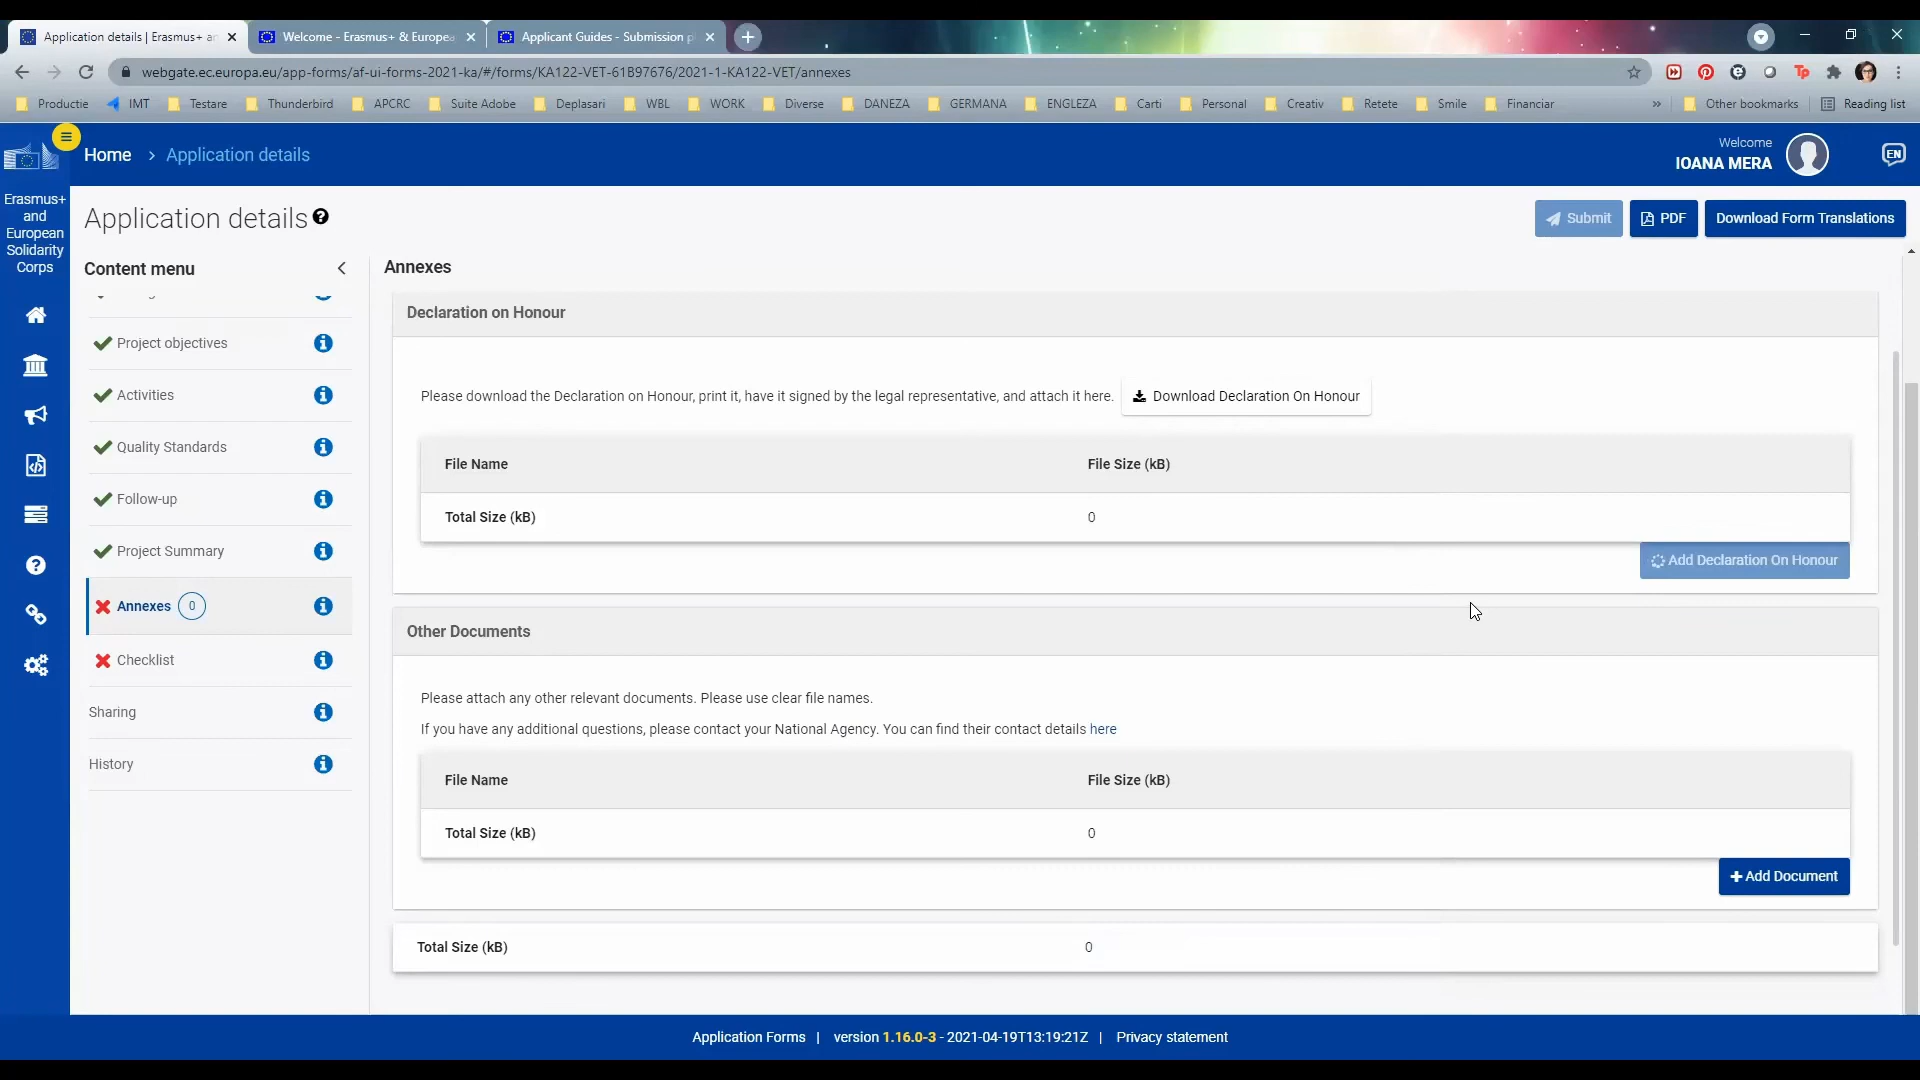 Application details | Erasmus+ an
Welcome - Erasmus+ & Europea
Applicant Guides - Submission p
webgate.ec.europa.eu/app-forms/af-ui-forms-2021-ka/#/forms/KA122-VET-61B97676/2021-1-KA122-VET/annexes
Productie
IMT
Testare
Thunderbird
APCRC
Suite Adobe
Deplasari
WBL
WORK
Diverse
DANEZA
GERMANA
ENGLEZA
Carti
Personal
Creativ
Retete
Smile
Financiar
»
Other bookmarks
Reading list
Home > Application details
Welcome
IOANA MERA
EN
Erasmus+
and
European
Solidarity
Corps
Application details
Submit
PDF
Download Form Translations
Content menu
Project objectives
Activities
Quality Standards
Follow-up
Project Summary
Annexes 0
Checklist
Sharing
History
Annexes
Declaration on Honour
Please download the Declaration on Honour, print it, have it signed by the legal representative, and attach it here.
Download Declaration On Honour
File Name File Size (kB)
Total Size (kB) 0
Add Declaration On Honour
Other Documents
Please attach any other relevant documents. Please use clear file names.
If you have any additional questions, please contact your National Agency. You can find their contact details here
File Name File Size (kB)
Total Size (kB) 0
+ Add Document
Total Size (kB) 0
Application Forms | version 1.16.0-3 - 2021-04-19T13:19:21Z | Privacy statement